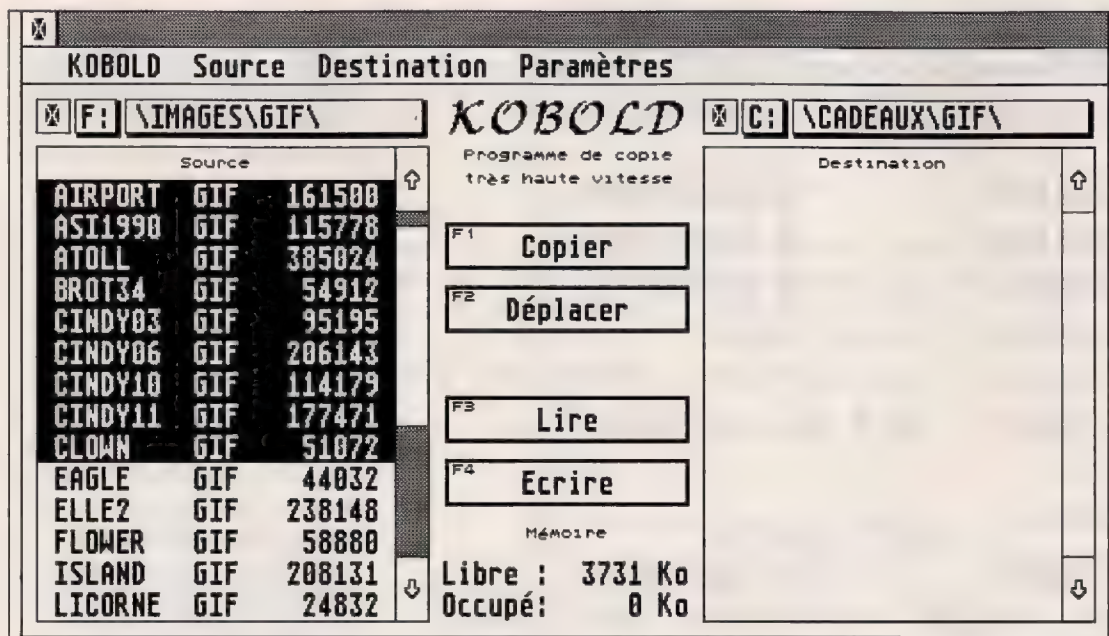 KOBOLD Source Destination Paramètres
F: \IMAGES\GIF\ KOBOLD C: \CADEAUX\GIF\
Source
Programme de copie
très haute vitesse
Destination
AIRPORT GIF 161500
ASI1990 GIF 115778
ATOLL GIF 385024
BROT34 GIF 54912
CINDY03 GIF 95195
CINDY06 GIF 206143
CINDY10 GIF 114179
CINDY11 GIF 177471
CLOWN GIF 51072
EAGLE GIF 44032
ELLE2 GIF 238148
FLOWER GIF 58880
ISLAND GIF 208131
LICORNE GIF 24832
F1 Copier
F2 Déplacer
F3 Lire
F4 Ecrire
Mémoire
Libre : 3731 Ko
Occupé: 0 Ko